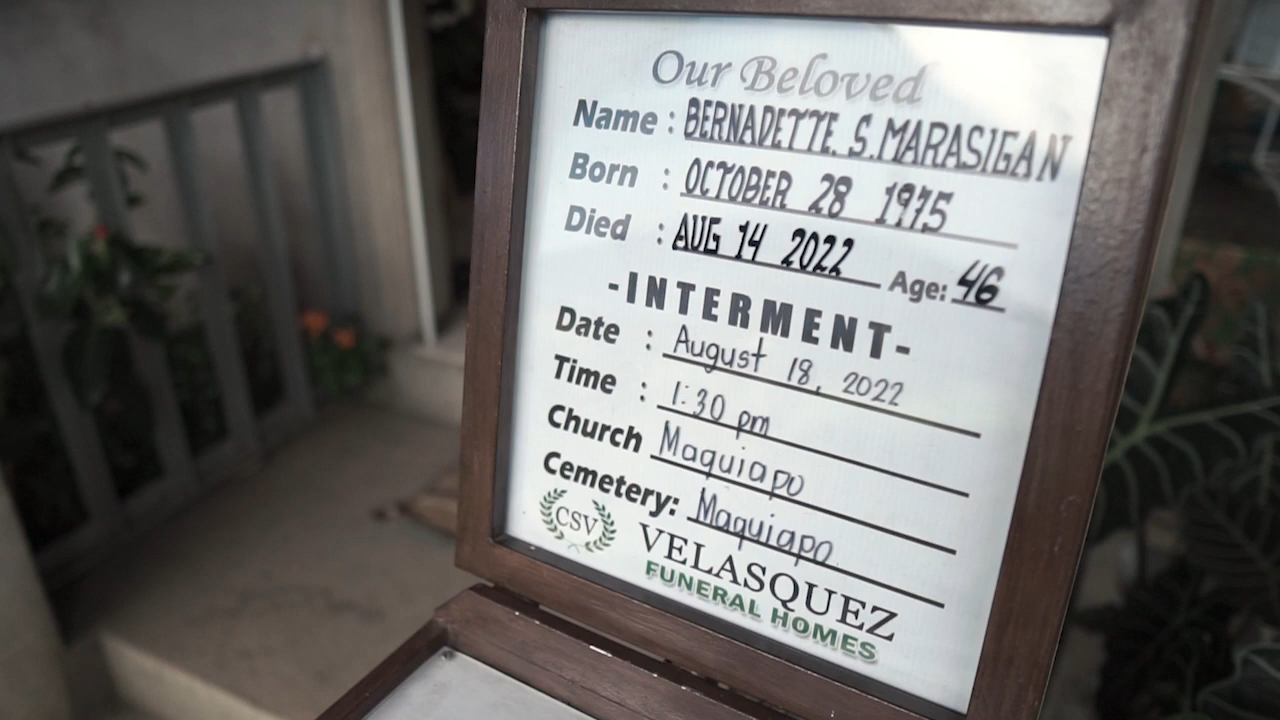 Our Beloved
Name : BERNADETTE. S. MARASIGAN
Born : OCTOBER 28 1975
Died : AUG 14 2022 Age: 46
-INTERMENT-
Date : August 18, 2022
Time : 1:30 pm
Church Maquiapo
Cemetery: Maquiapo
CSV VELASQUEZ
FUNERAL HOMES